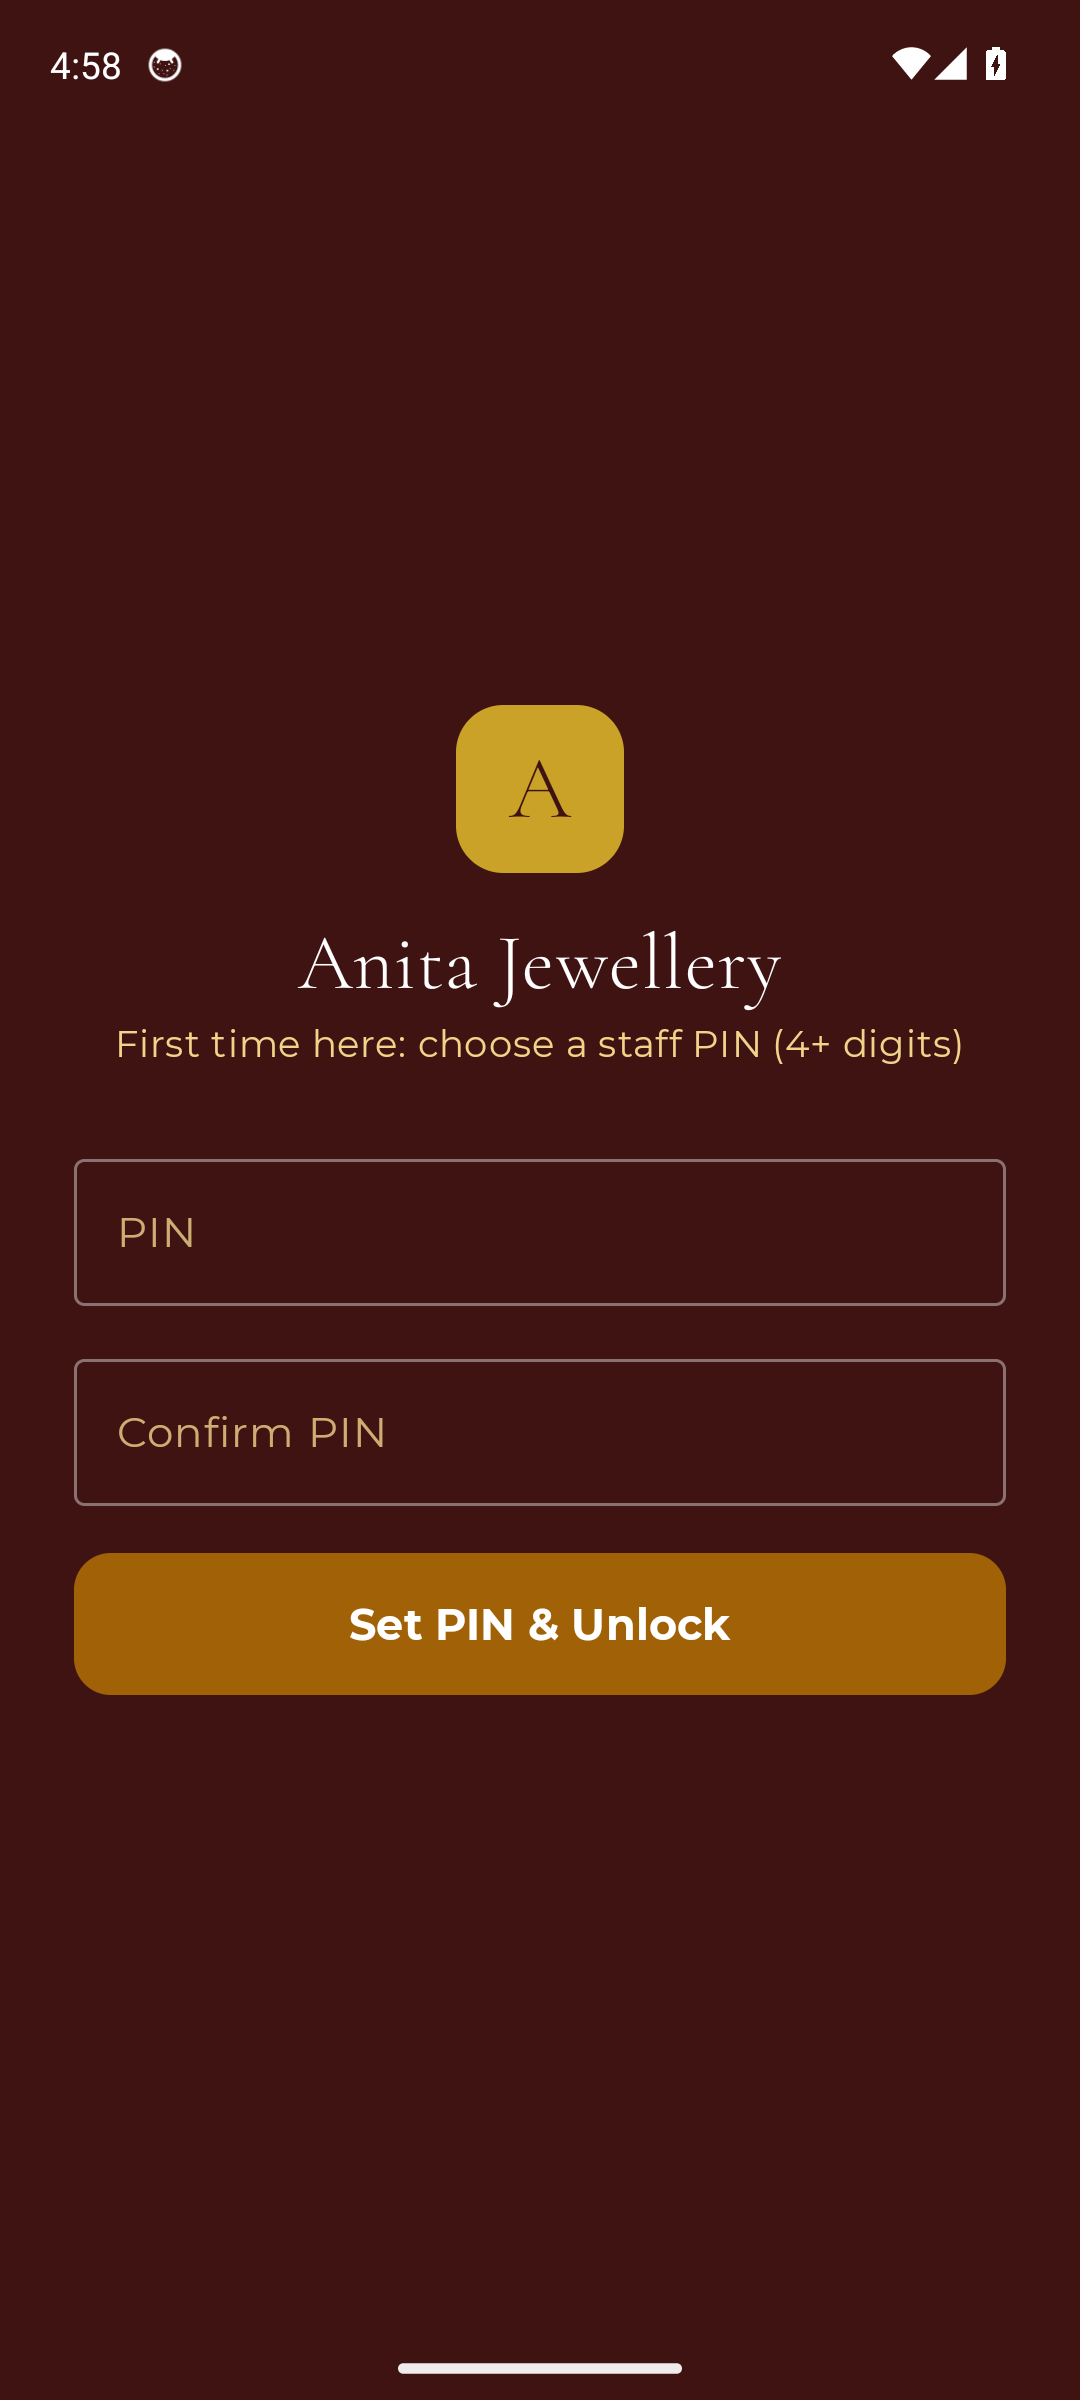 4:58
A
Anita Jewellery
First time here: choose a staff PIN (4+ digits)
PIN
Confirm PIN
Set PIN & Unlock